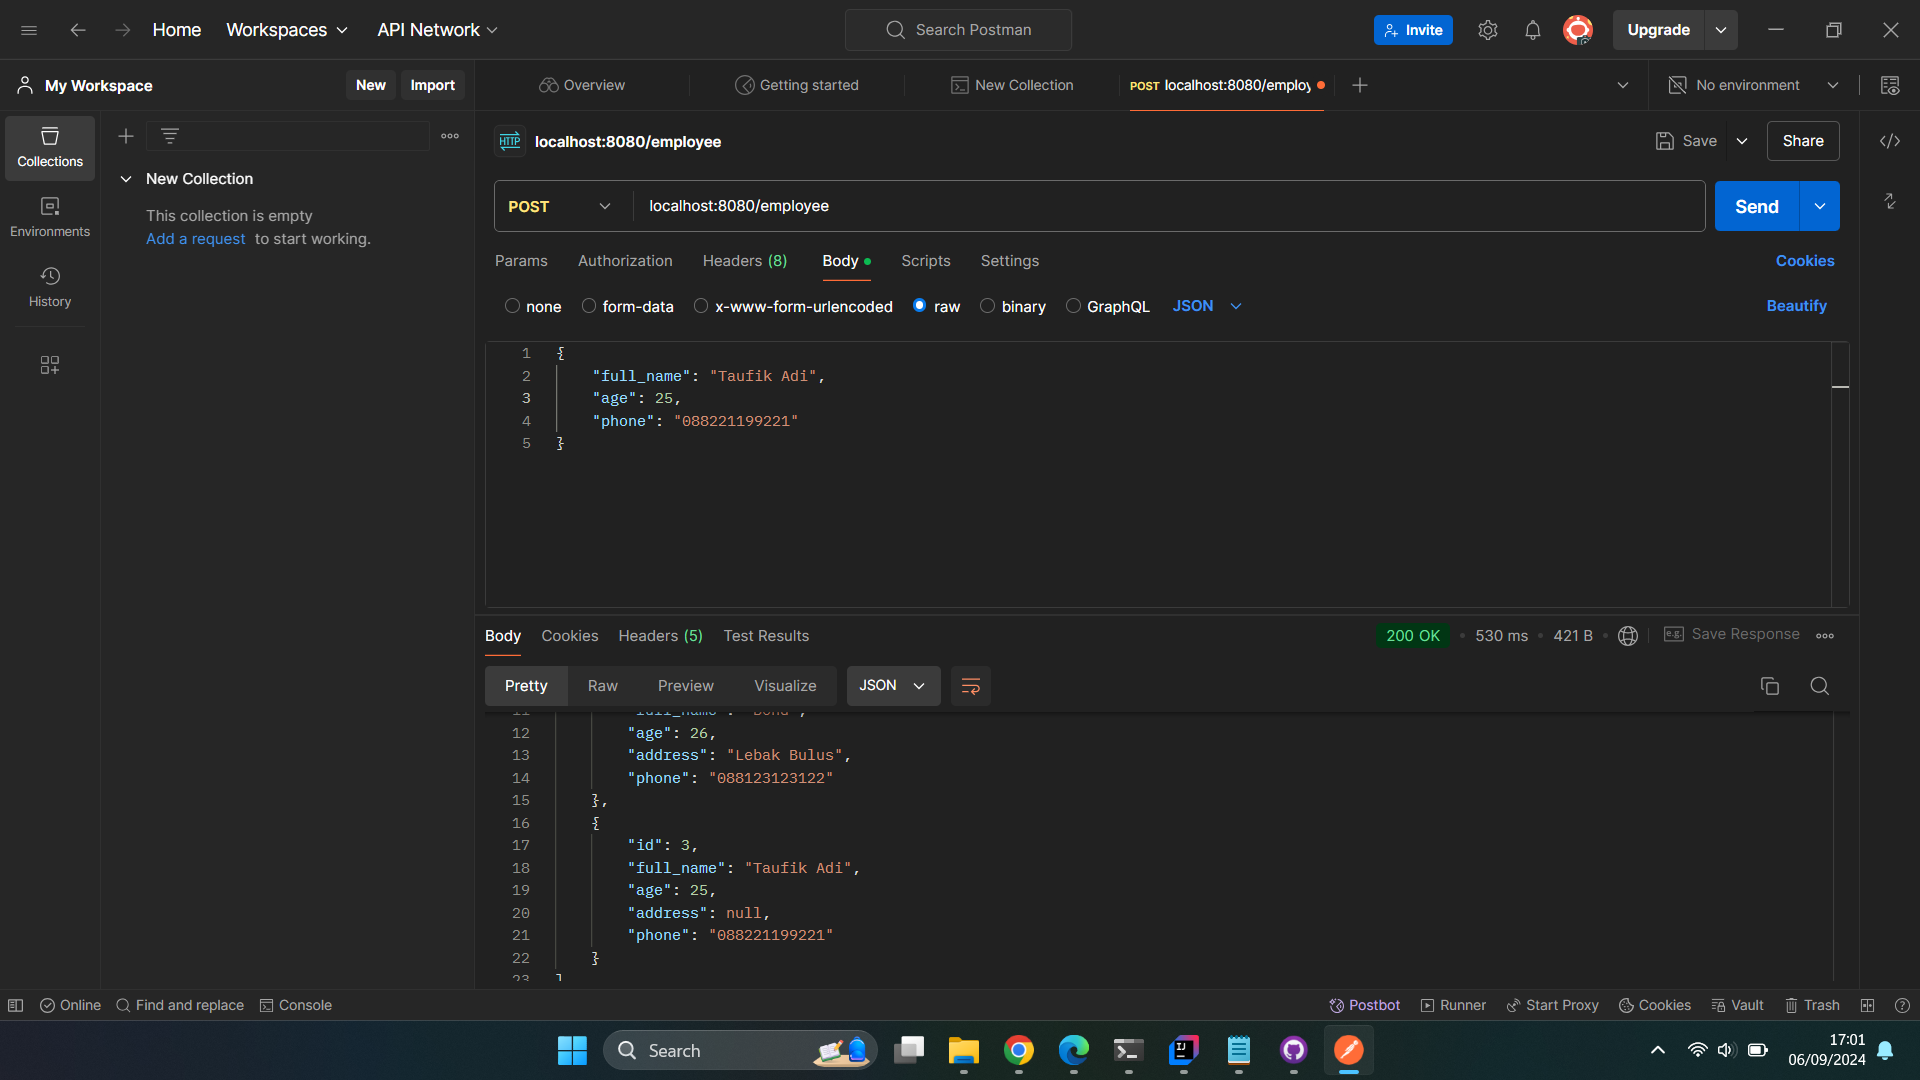 Home Workspaces API Network Search Postman Invite Upgrade
My Workspace New Import Overview Getting started New Collection POST localhost:8080/employ No environment
Collections
Environments
History
New Collection
This collection is empty
Add a request to start working.
HTTP localhost:8080/employee Save Share
POST localhost:8080/employee Send
Params Authorization Headers (8) Body Scripts Settings Cookies
none form-data x-www-form-urlencoded raw binary GraphQL JSON Beautify
1 {
2 "full_name": "Taufik Adi",
3 "age": 25,
4 "phone": "088221199221"
5 }
Body Cookies Headers (5) Test Results 200 OK 530 ms 421 B e.g. Save Response
Pretty Raw Preview Visualize JSON
12 "age": 26,
13 "address": "Lebak Bulus",
14 "phone": "088123123122"
15 },
16 {
17 "id": 3,
18 "full_name": "Taufik Adi",
19 "age": 25,
20 "address": null,
21 "phone": "088221199221"
22 }
23 ]
Online Find and replace Console Postbot Runner Start Proxy Cookies Vault Trash
Search IJ 17:01
06/09/2024